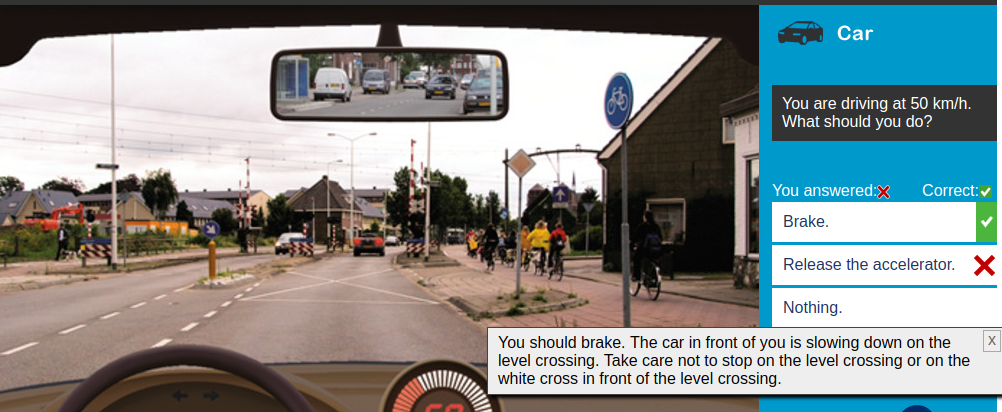 Car
You are driving at 50 km/h.
What should you do?
You answered: Correct:
Brake.
Release the accelerator.
Nothing.
You should brake. The car in front of you is slowing down on the
level crossing. Take care not to stop on the level crossing or on the
white cross in front of the level crossing.
X